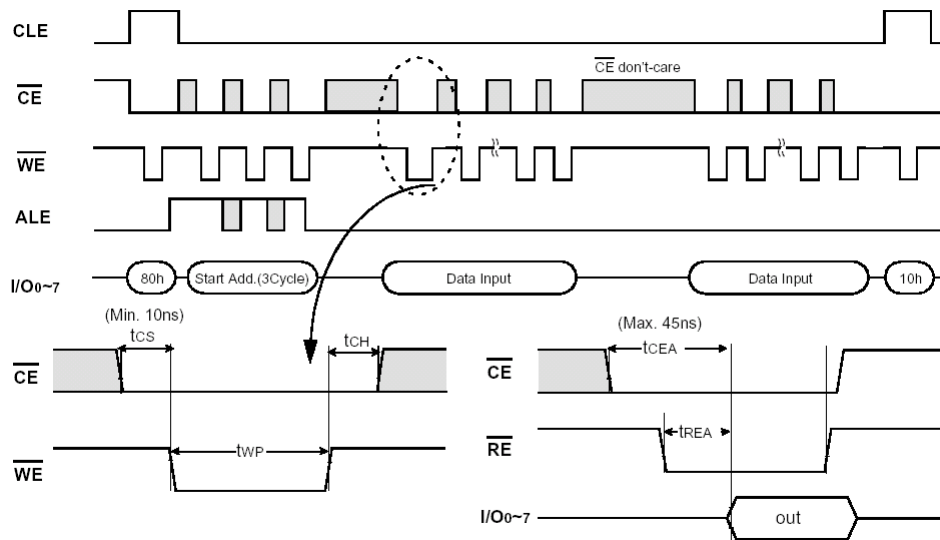 CLE
CE don't-care
CE
WE
ALE
I/O0~7 80h Start Add.(3Cycle) Data Input Data Input 10h
(Min. 10ns)
tCS
tCH
CE
tWP
WE
(Max. 45ns)
tCEA
CE
tREA
RE
I/O0~7 out